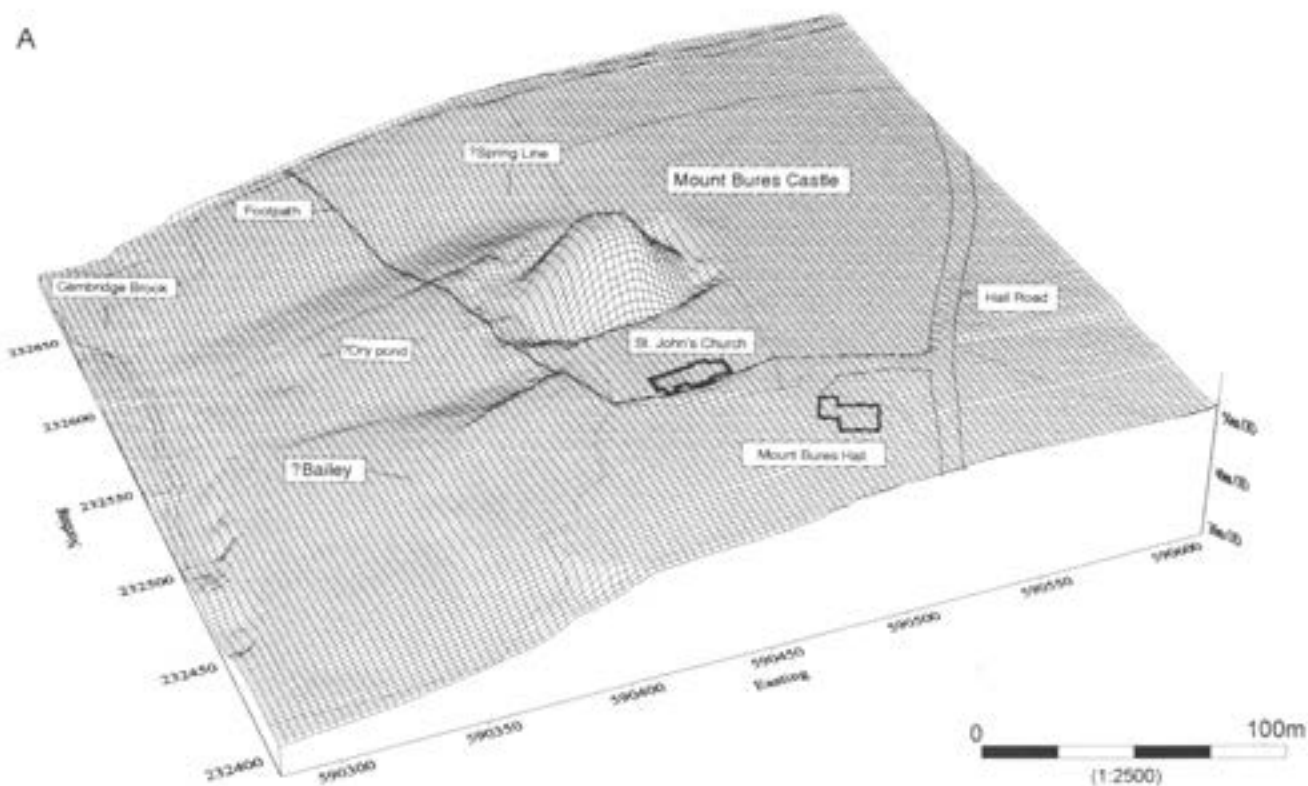 A
?Spring Line
Mount Bures Castle
Footpath
Cambridge Brook
Hall Road
St. John's Church
?Dry pond
Mount Bures Hall
?Bailey
232650
232600
232550
232500
232450
232400
590300
590350
590400
590450
590500
590550
590600
Easting
0 100m
(1:2500)